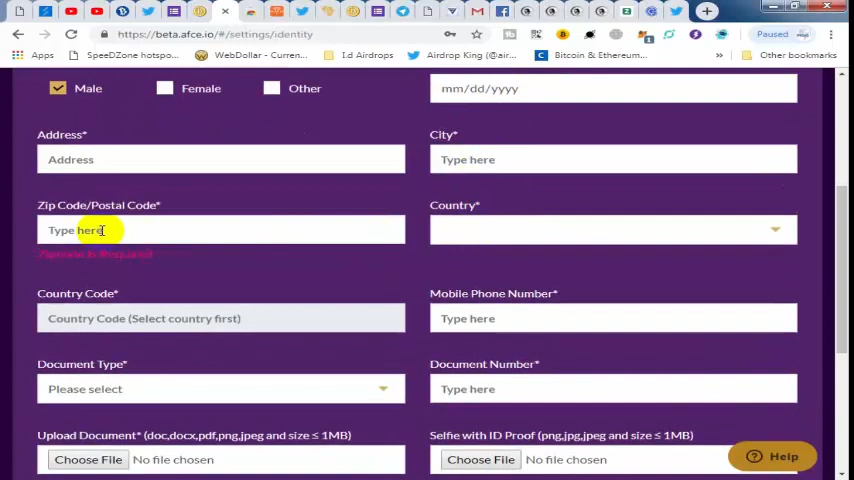 Paused
https://beta.afce.io/#/settings/identity
Apps
SpeedZone hotspo...
WebDollar - Curren...
I.d Airdrops
Airdrop King (@air...
Bitcoin & Ethereum...
»
Other bookmarks
Male
Female
Other
mm/dd/yyyy
Address*
City*
Address
Type here
Zip Code/Postal Code*
Country*
Type here
Zipcode is Required
Country Code*
Mobile Phone Number*
Country Code (Select country first)
Type here
Document Type*
Document Number*
Please select
Type here
Upload Document* (doc,docx,pdf,png,jpeg and size ≤ 1MB)
Selfie with ID Proof (png,jpg,jpeg and size ≤ 1MB)
Choose File No file chosen
Choose File No file chosen
Help